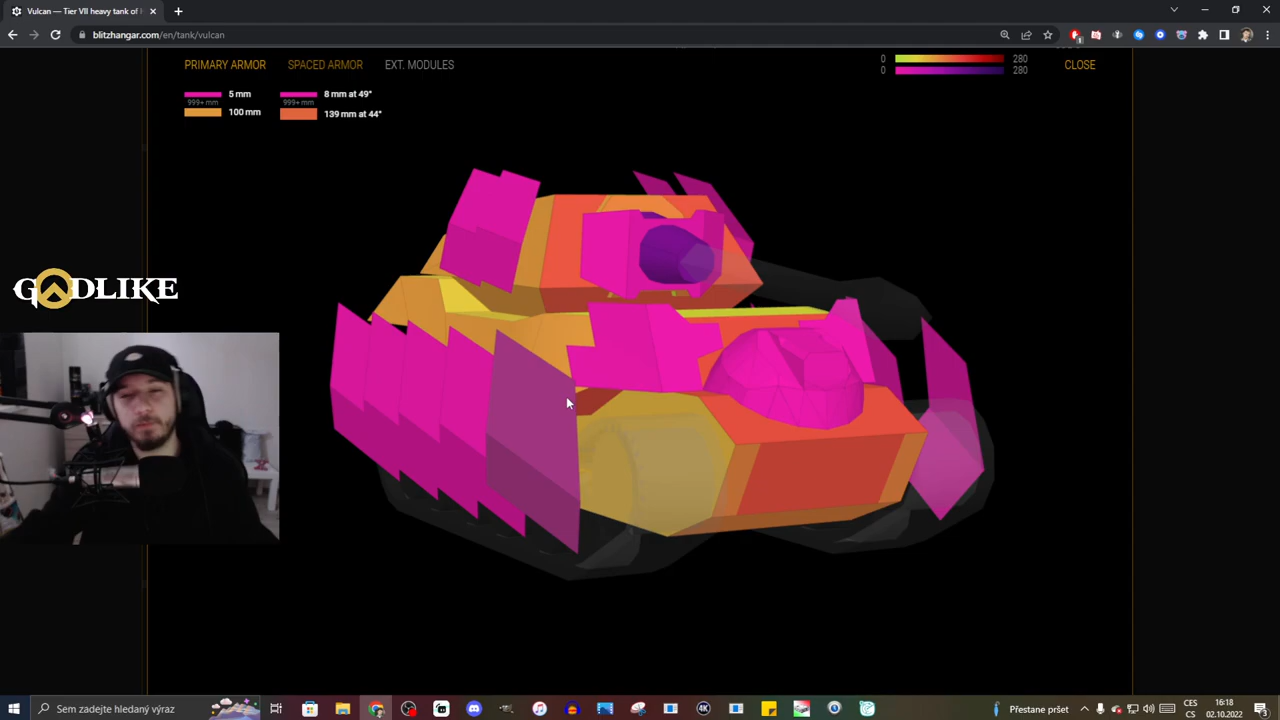 Vulcan — Tier VII heavy tank of
blitzhangar.com/en/tank/vulcan
PRIMARY ARMOR
SPACED ARMOR
EXT. MODULES
0
280
0
280
CLOSE
5 mm
999+ mm
100 mm
8 mm at 49°
999+ mm
139 mm at 44°
GODLIKE
Sem zadejte hledaný výraz
4K
Přestane pršet
CES
CS
16:18
02.10.2022